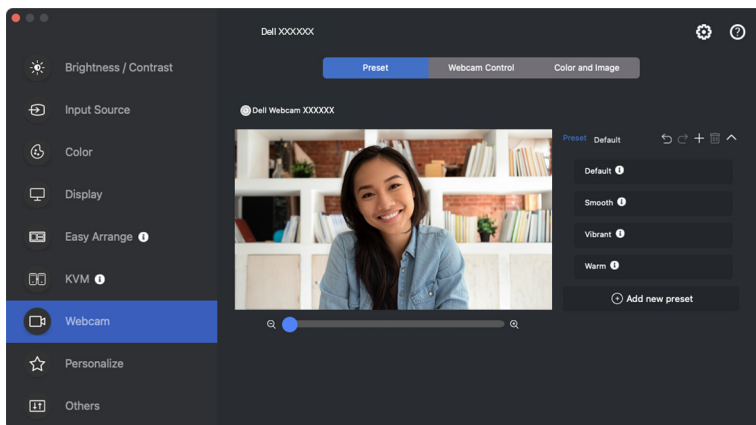 Dell XXXXXX
Brightness / Contrast
Input Source
Color
Display
Easy Arrange
KVM
Webcam
Personalize
Others
Preset
Webcam Control
Color and Image
Dell Webcam XXXXXX
Preset Default
Default
Smooth
Vibrant
Warm
Add new preset